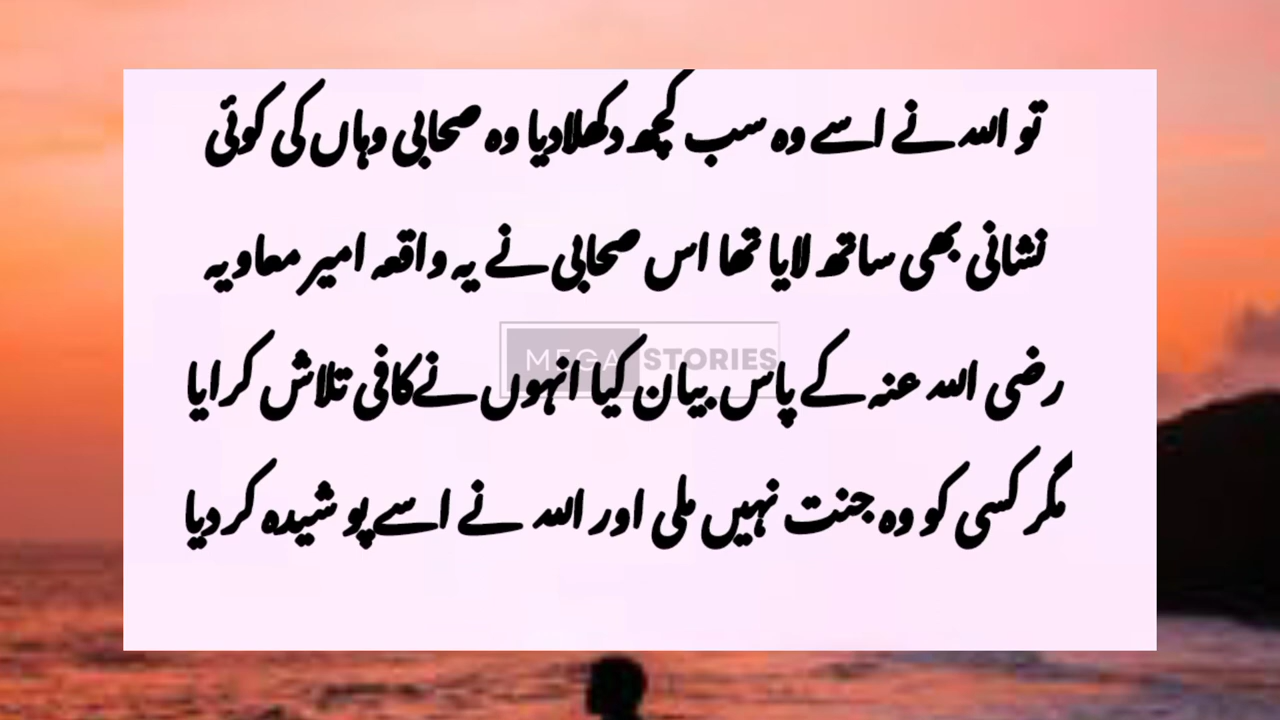 تو اللہ نے اسے وہ سب کچھ دکھلادیا وہ صحابی وہاں کی کوئی
نشانی بھی ساتھ لایا تھا اس صحابی نے یہ واقعہ امیر معاویہ
MEGA STORIES
رضی اللہ عنہ کے پاس بیان کیا انہوں نے کافی تلاش کرایا
مگر کسی کو وہ جنت نہیں ملی اور اللہ نے اسے پوشیدہ کر دیا